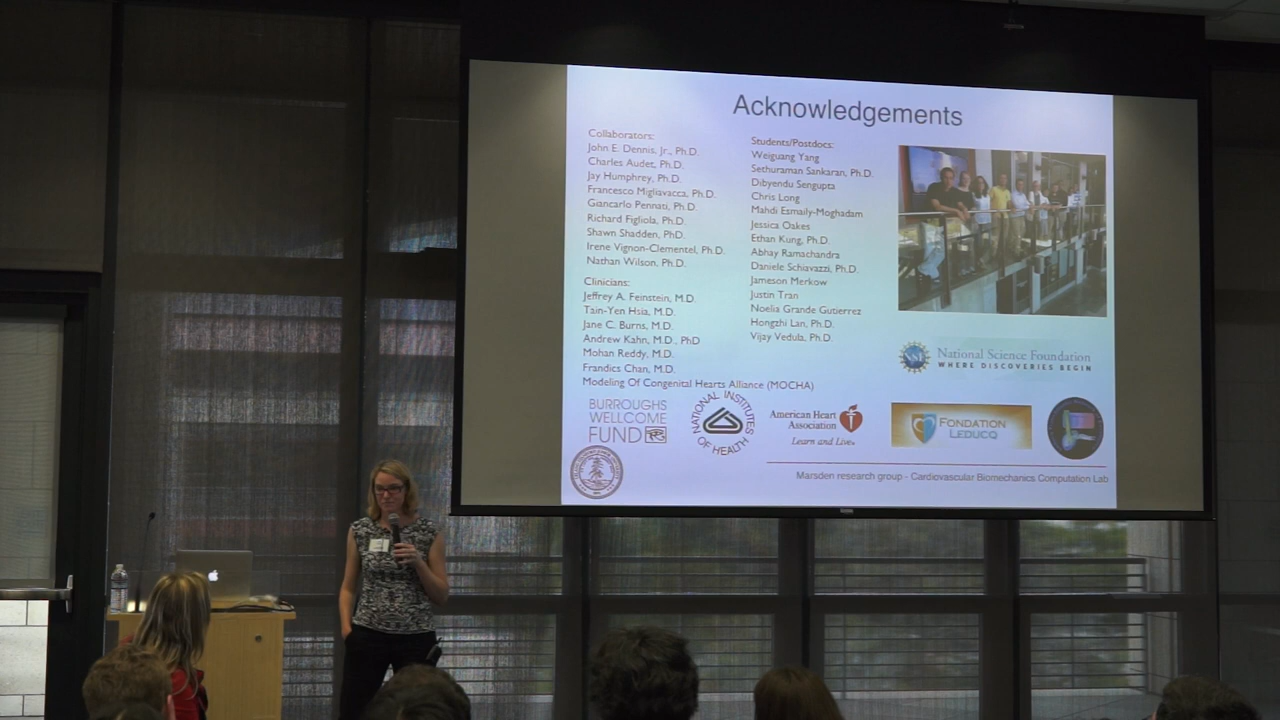 Acknowledgements
Collaborators:
John E. Dennis, Jr., Ph.D.
Charles Audet, Ph.D.
Jay Humphrey, Ph.D.
Francesco Migliavacca, Ph.D.
Giancarlo Pennati, Ph.D.
Richard Figliola, Ph.D.
Shawn Shadden, PhD.
Irene Vignon-Clementel, Ph.D.
Nathan Wilson, Ph.D.
Clinicians:
Jeffrey A. Feinstein, M.D.
Tain-Yen Hsia, M.D.
Jane C. Burns, M.D.
Andrew Kahn, M.D., PhD
Mohan Reddy, M.D.
Frandics Chan, M.D.
Modeling Of Congenital Hearts Alliance (MOCHA)
Students/Postdocs:
Weiguang Yang
Sethuraman Sankaran, Ph.D.
Dibyendu Sengupta
Chris Long
Mahdi Esmaily-Moghadam
Jessica Oakes
Ethan Kung, Ph.D.
Abhay Ramachandra
Daniele Schiavazzi, Ph.D.
Jameson Merkow
Justin Tran
Noelia Grande Gutierrez
Hongzhi Lan, Ph.D.
Vijay Vedula, Ph.D.
NSF
National Science Foundation
WHERE DISCOVERIES BEGIN
BURROUGHS
WELLCOME
FUND
NATIONAL INSTITUTES
OF HEALTH
American Heart
Association
Learn and Live
FONDATION
LEDUCQ
Marsden research group - Cardiovascular Biomechanics Computation Lab